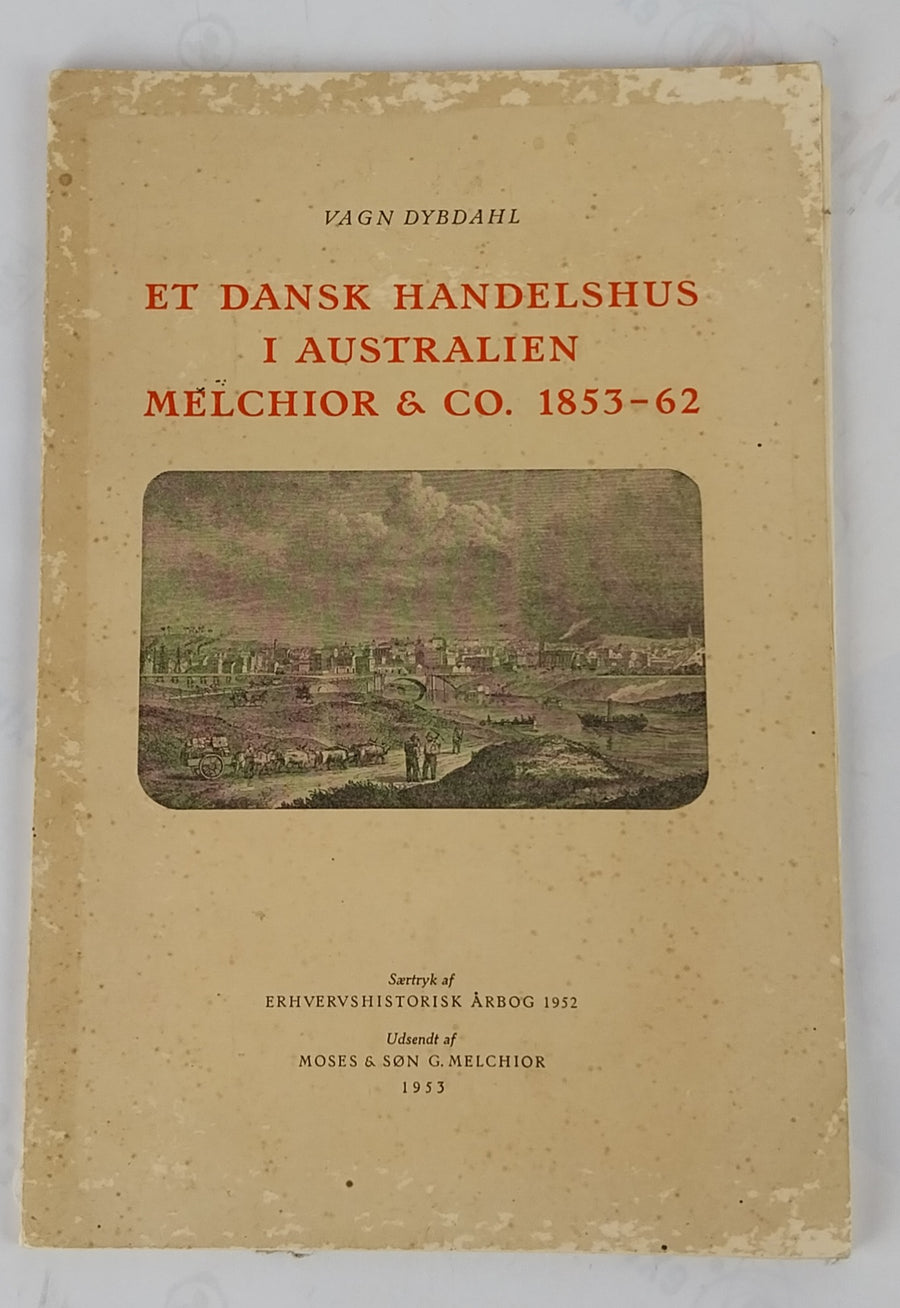 VAGN DYBDAHL
ET DANSK HANDELSHUS
I AUSTRALIEN
MELCHIOR & CO. 1853-62
Særtryk af
ERHVERVSHISTORISK ÅRBOG 1952
Udsendt af
MOSES & SØN G. MELCHIOR
1953